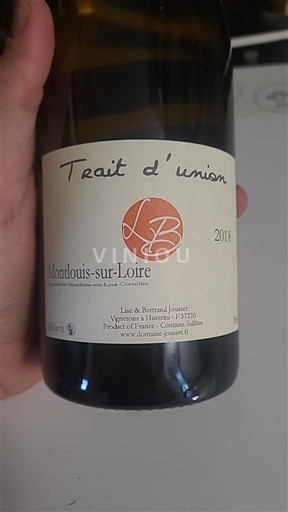 Trait d'union
LB
2018
VINIOU
Montlouis-sur-Loire
Appellation Montlouis-sur-Loire Contrôlée
Lise & Bertrand Jousset
Vignerons à Husseau - F.37270
Product of France - Contains Sulfites
www.domaine-jousset.fr